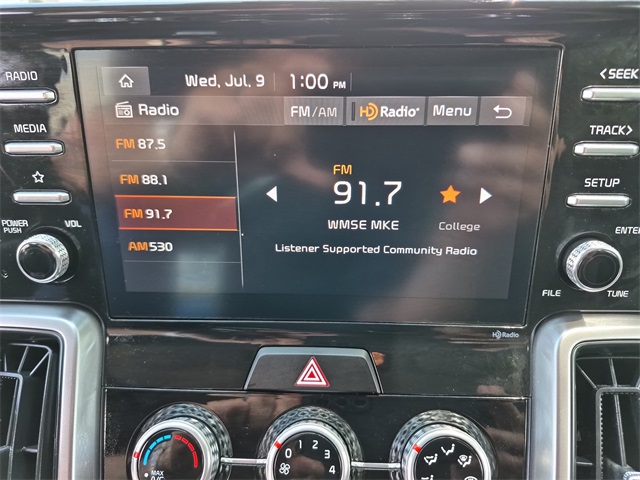 RADIO
Wed, Jul. 9 1:00 PM
<SEEK
Radio FM/AM HD Radio Menu
MEDIA
FM 87.5
TRACK>
FM 88.1
FM
91.7
SETUP
FM 91.7
WMSE MKE College
POWER PUSH VOL
AM 530
Listener Supported Community Radio
ENTER
FILE TUNE
HD Radio
0 1 2 3 4
MAX A/C